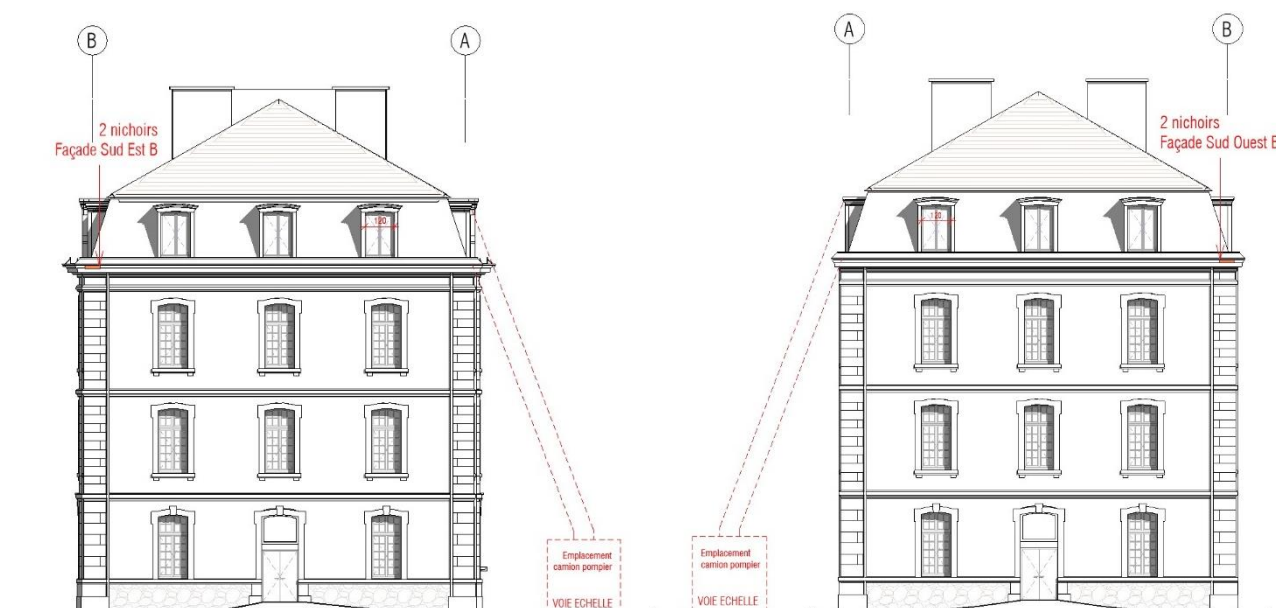 B
A
2 nichoirs
Façade Sud Est B
120
Emplacement
camion pompier
VOIE ECHELLE
A
B
2 nichoirs
Façade Sud Ouest B
120
Emplacement
camion pompier
VOIE ECHELLE